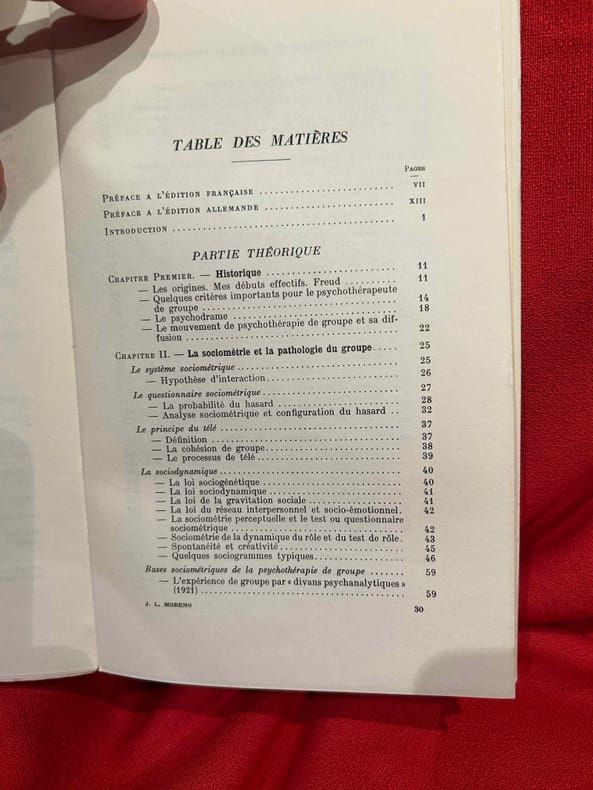 TABLE DES MATIÈRES
PAGES
PRÉFACE A L'ÉDITION FRANÇAISE .......................... VII
PRÉFACE A L'ÉDITION ALLEMANDE .......................... XIII
INTRODUCTION .......................................... 1
PARTIE THÉORIQUE
CHAPITRE PREMIER. — Historique ........................ 11
— Les origines. Mes débuts effectifs. Freud .......... 11
— Quelques critères importants pour le psychothérapeute
de groupe ............................................ 14
— Le psychodrame ..................................... 18
— Le mouvement de psychothérapie de groupe et sa dif-
fusion ............................................... 22
CHAPITRE II. — La sociométrie et la pathologie du groupe..... 25
Le système sociométrique .............................. 25
— Hypothèse d'interaction............................. 26
Le questionnaire sociométrique ........................ 27
— La probabilité du hasard ........................... 28
— Analyse sociométrique et configuration du hasard .. 32
Le principe du télé ................................... 37
— Définition ......................................... 37
— La cohésion de groupe............................... 38
— Le processus de télé................................ 39
La sociodynamique ..................................... 40
— La loi sociogénétique .............................. 40
— La loi sociodynamique .............................. 41
— La loi de la gravitation sociale ................... 41
— La loi du réseau interpersonnel et socio-émotionnel. 42
— La sociométrie perceptuelle et le test ou questionnaire
sociométrique ........................................ 42
— Sociométrie de la dynamique du rôle et du test de rôle. 43
— Spontanéité et créativité........................... 45
— Quelques sociogrammes typiques...................... 46
Bases sociométriques de la psychothérapie de groupe ....... 59
— L'expérience de groupe par « divans psychanalytiques »
(1921) ............................................... 59
J. L. MORENO 30